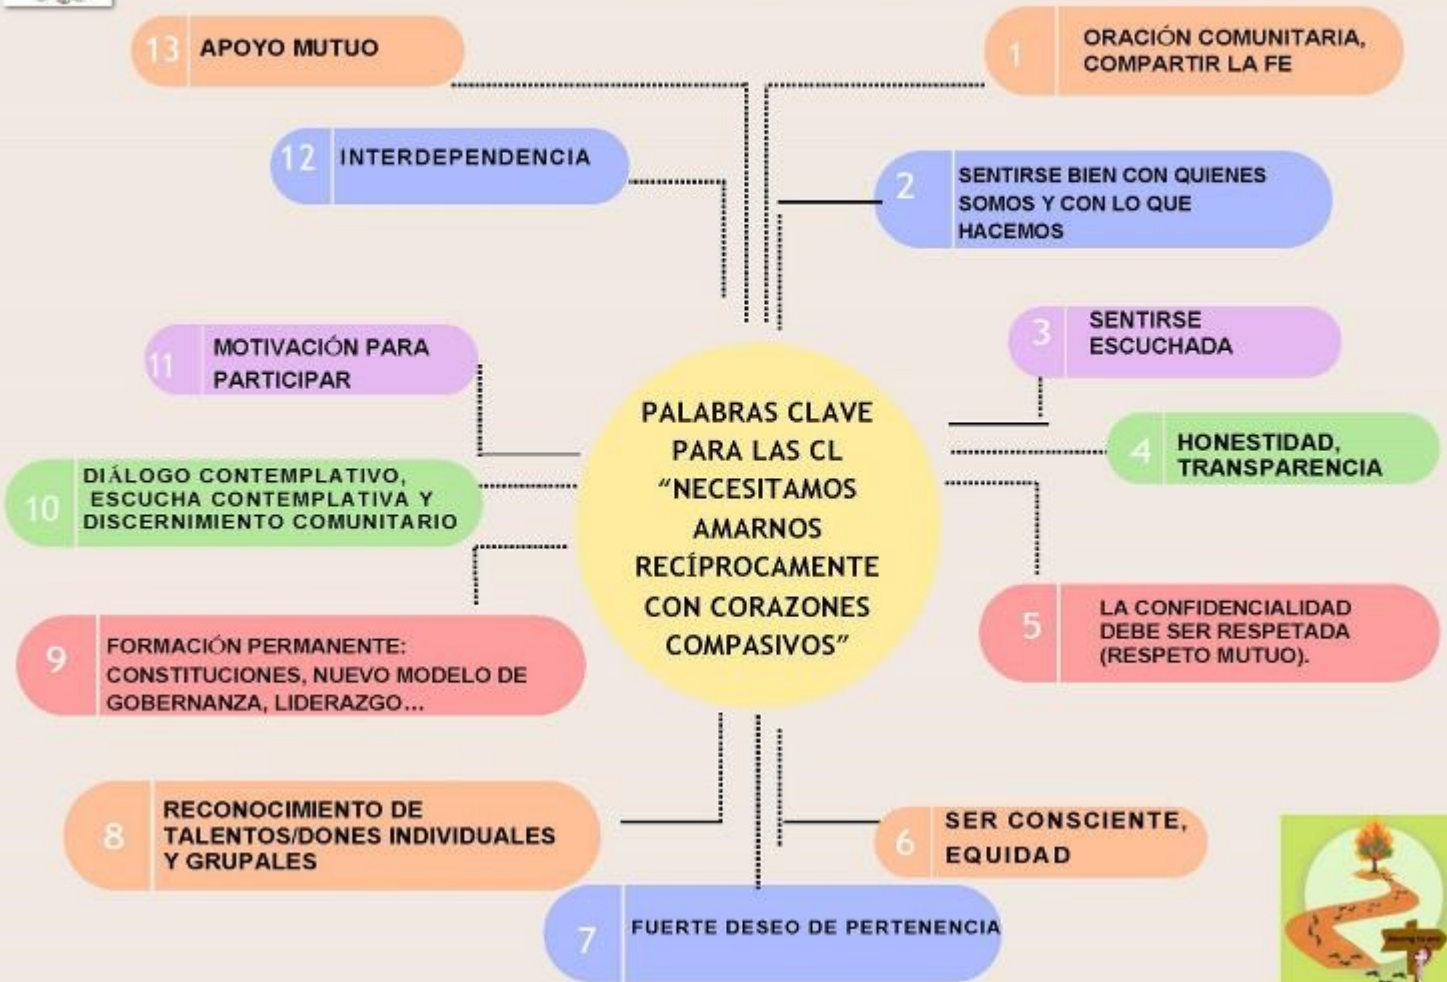 PALABRAS CLAVE
PARA LAS CL
“NECESITAMOS
AMARNOS
RECÍPROCAMENTE
CON CORAZONES
COMPASIVOS”
1
ORACIÓN COMUNITARIA,
COMPARTIR LA FE
2
SENTIRSE BIEN CON QUIENES
SOMOS Y CON LO QUE
HACEMOS
3
SENTIRSE
ESCUCHADA
4
HONESTIDAD,
TRANSPARENCIA
5
LA CONFIDENCIALIDAD
DEBE SER RESPETADA
(RESPETO MUTUO).
6
SER CONSCIENTE,
EQUIDAD
7
FUERTE DESEO DE PERTENENCIA
8
RECONOCIMIENTO DE
TALENTOS/DONES INDIVIDUALES
Y GRUPALES
9
FORMACIÓN PERMANENTE:
CONSTITUCIONES, NUEVO MODELO DE
GOBERNANZA, LIDERAZGO...
10
DIÁLOGO CONTEMPLATIVO,
ESCUCHA CONTEMPLATIVA Y
DISCERNIMIENTO COMUNITARIO
11
MOTIVACIÓN PARA
PARTICIPAR
12
INTERDEPENDENCIA
13
APOYO MUTUO